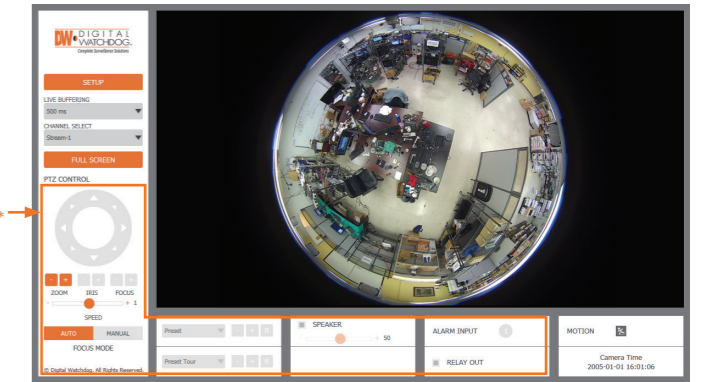 DW DIGITAL
WATCHDOG
Complete Surveillance Solutions
SETUP
LIVE BUFFERING
500 ms
CHANNEL SELECT
Stream-1
FULL SCREEN
PTZ CONTROL
*
- + - + - +
ZOOM IRIS FOCUS
- + 1
SPEED
AUTO MANUAL
FOCUS MODE
© Digital Watchdog. All Rights Reserved.
Preset
Preset Tour
SPEAKER
- + 50
ALARM INPUT 1
RELAY OUT
MOTION
Camera Time
2005-01-01 16:01:06